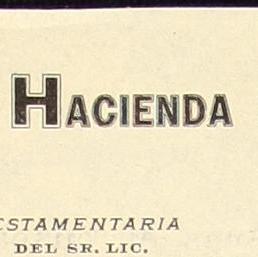 HACIENDA
ESTAMENTARIA
DEL SR. LIC.